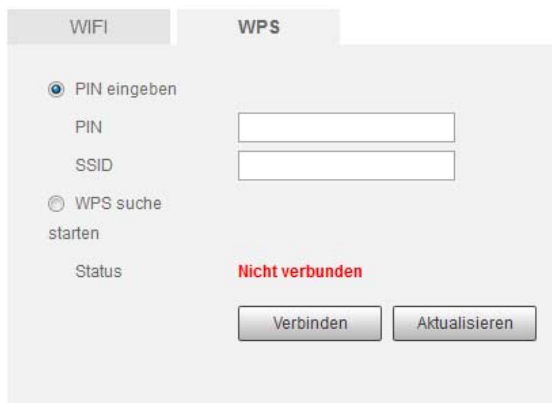 WIFI WPS
PIN eingeben
PIN
SSID
WPS suche
starten
Status Nicht verbunden
Verbinden Aktualisieren